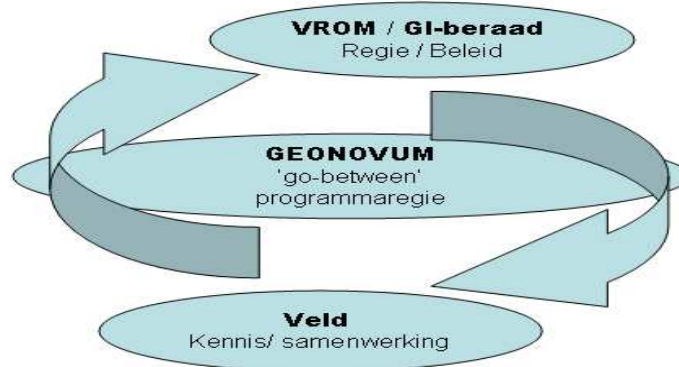 VROM / GI-beraad
Regie / Beleid
GEONOVUM
'go-between'
programmaregie
Veld
Kennis/ samenwerking